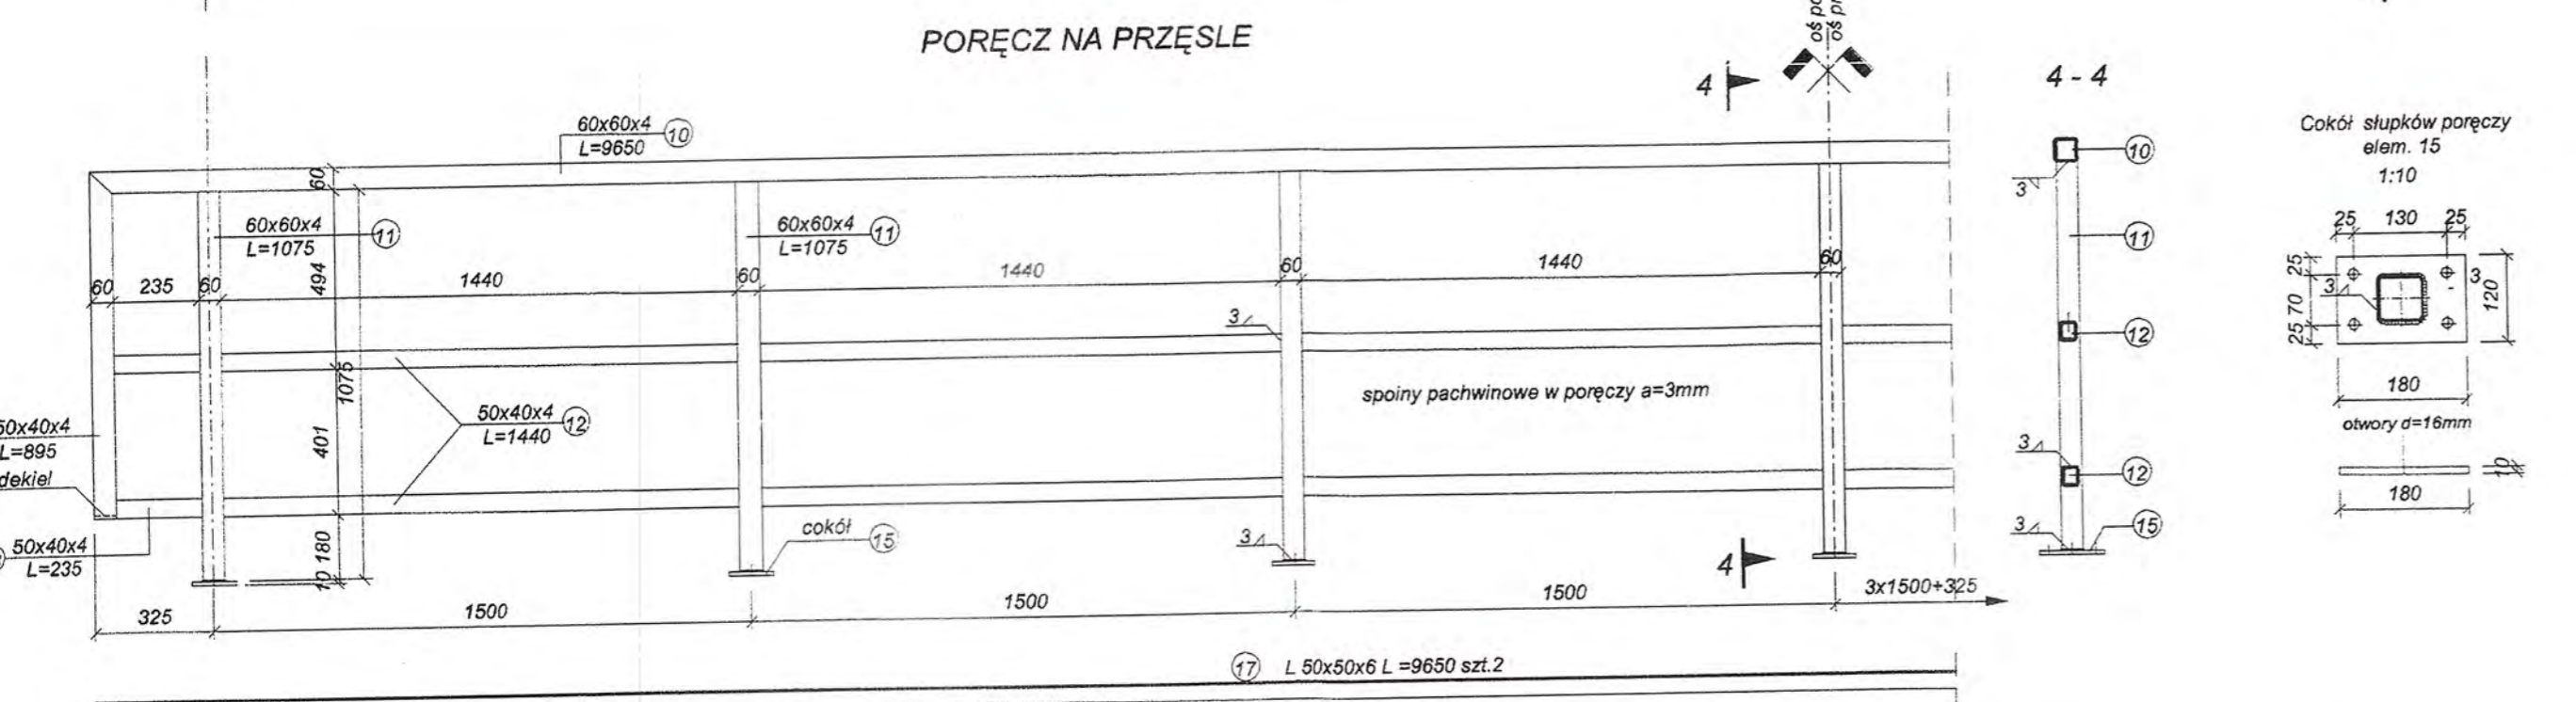 PORĘCZ NA PRZĘSLE
4
4 - 4
60x60x4
L=9650
10
60
60x60x4
L=1075
11
60x60x4
L=1075
11
494
60
235
60
1440
60
1440
60
1440
60
3
1075
50x40x4
L=1440
12
401
spoiny pachwinowe w poręczy a=3mm
L=895
dekiel
50x40x4
L=235
180
10
cokół
15
3
4
325
1500
1500
1500
3x1500+325
17 L 50x50x6 L =9650 szt.2
10
3
11
12
3
12
3
15
Cokół słupków poręczy
elem. 15
1:10
25 130 25
25
70
25
3
3
120
180
otwory d=16mm
10
180